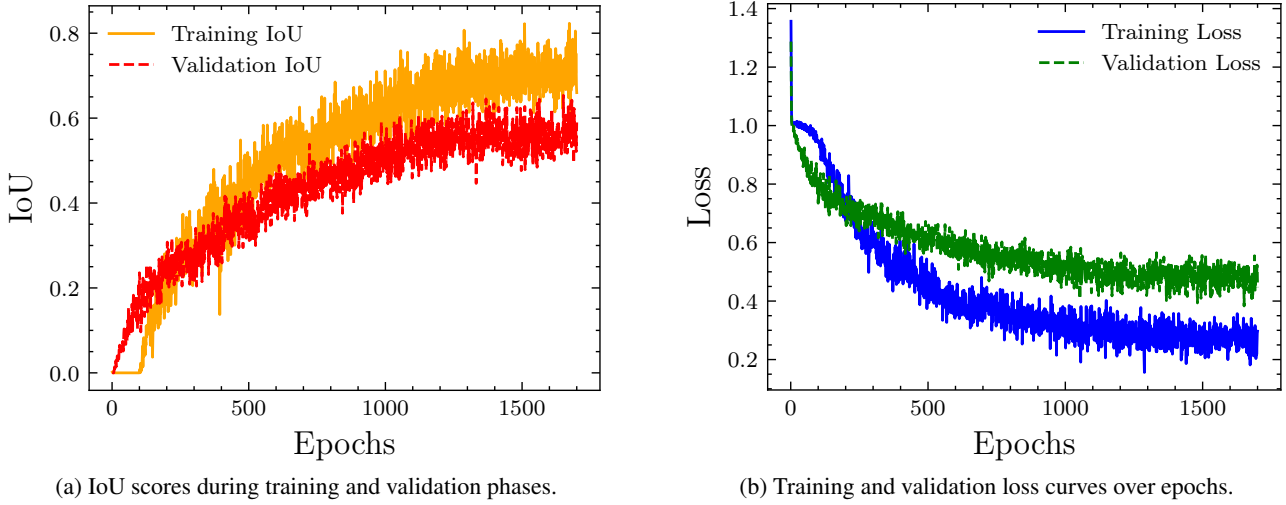 0.8
0.6
0.4
0.2
0.0
IoU
Training IoU
Validation IoU
0
500
1000
1500
Epochs
(a) IoU scores during training and validation phases.
1.4
1.2
1.0
0.8
0.6
0.4
0.2
Loss
Training Loss
Validation Loss
0
500
1000
1500
Epochs
(b) Training and validation loss curves over epochs.